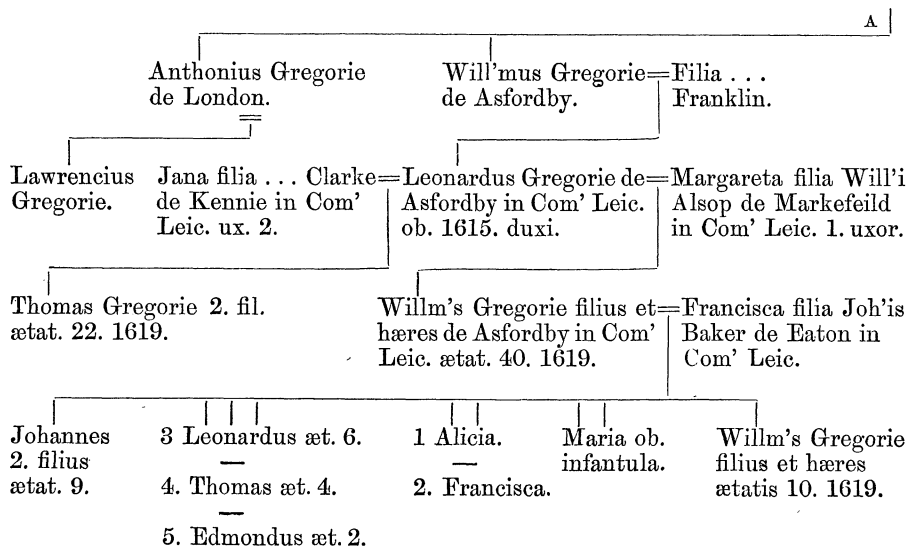 A
Anthonius Gregorie
de London.
Will'mus Gregorie=Filia . . .
de Asfordby. Franklin.
Lawrencius
Gregorie.
Jana filia . . . Clarke=Leonardus Gregorie de=Margareta filia Will'i
de Kennie in Com' Asfordby in Com' Leic. Alsop de Markefeild
Leic. ux. 2. ob. 1615. duxi. in Com' Leic. 1. uxor.
Thomas Gregorie 2. fil.
ætat. 22. 1619.
Willm's Gregorie filius et=Francisca filia Joh'is
hæres de Asfordby in Com' Baker de Eaton in
Leic. ætat. 40. 1619. Com' Leic.
Johannes
2. filius
ætat. 9.
3 Leonardus æt. 6.
4. Thomas æt. 4.
5. Edmondus æt. 2.
1 Alicia.
2. Francisca.
Maria ob.
infantula.
Willm's Gregorie
filius et hæres
ætatis 10. 1619.